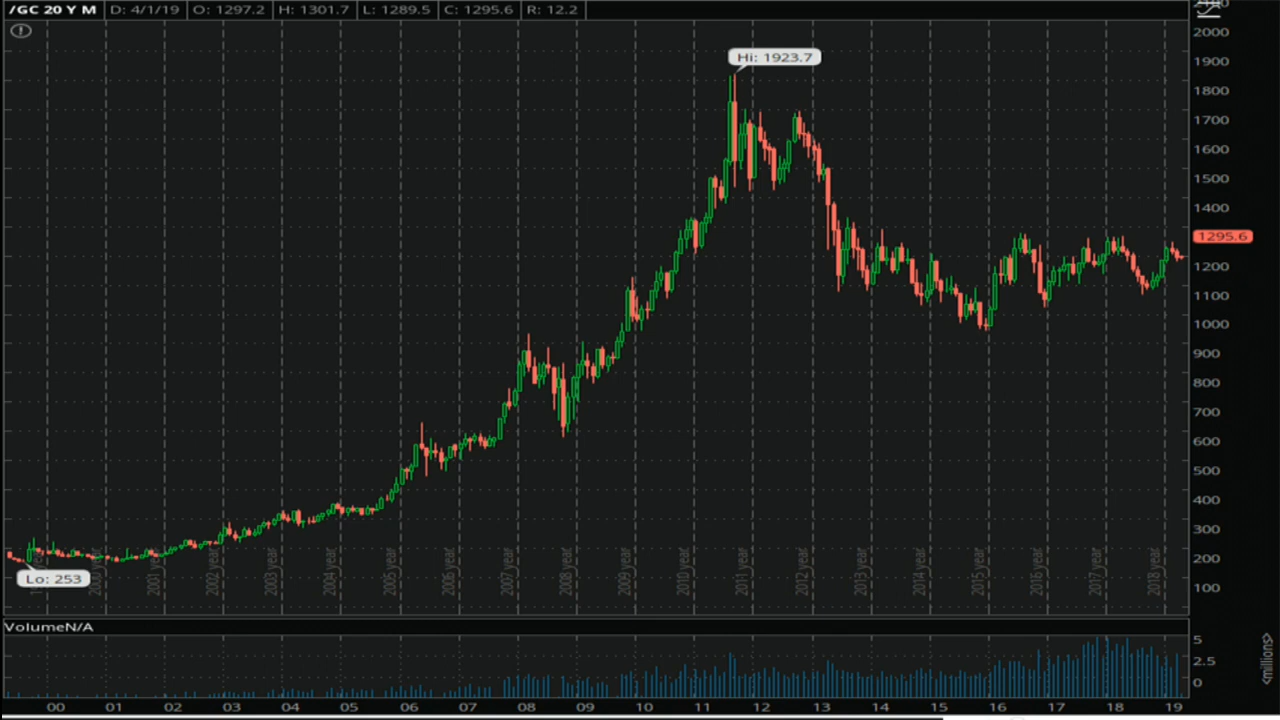 /GC 20 Y M D: 4/1/19 O: 1297.2 H: 1301.7 L: 1289.5 C: 1295.6 R: 12.2
Hi: 1923.7
2000
1900
1800
1700
1600
1500
1400
1295.6
1200
1100
1000
900
800
700
600
500
400
300
200
100
Lo: 253
2001 year
2002 year
2003 year
2004 year
2005 year
2006 year
2007 year
2008 year
2009 year
2010 year
2011 year
2012 year
2013 year
2014 year
2015 year
2016 year
2017 year
2018 year
VolumeN/A
5
2.5
0
<millions>
00 01 02 03 04 05 06 07 08 09 10 11 12 13 14 15 16 17 18 19